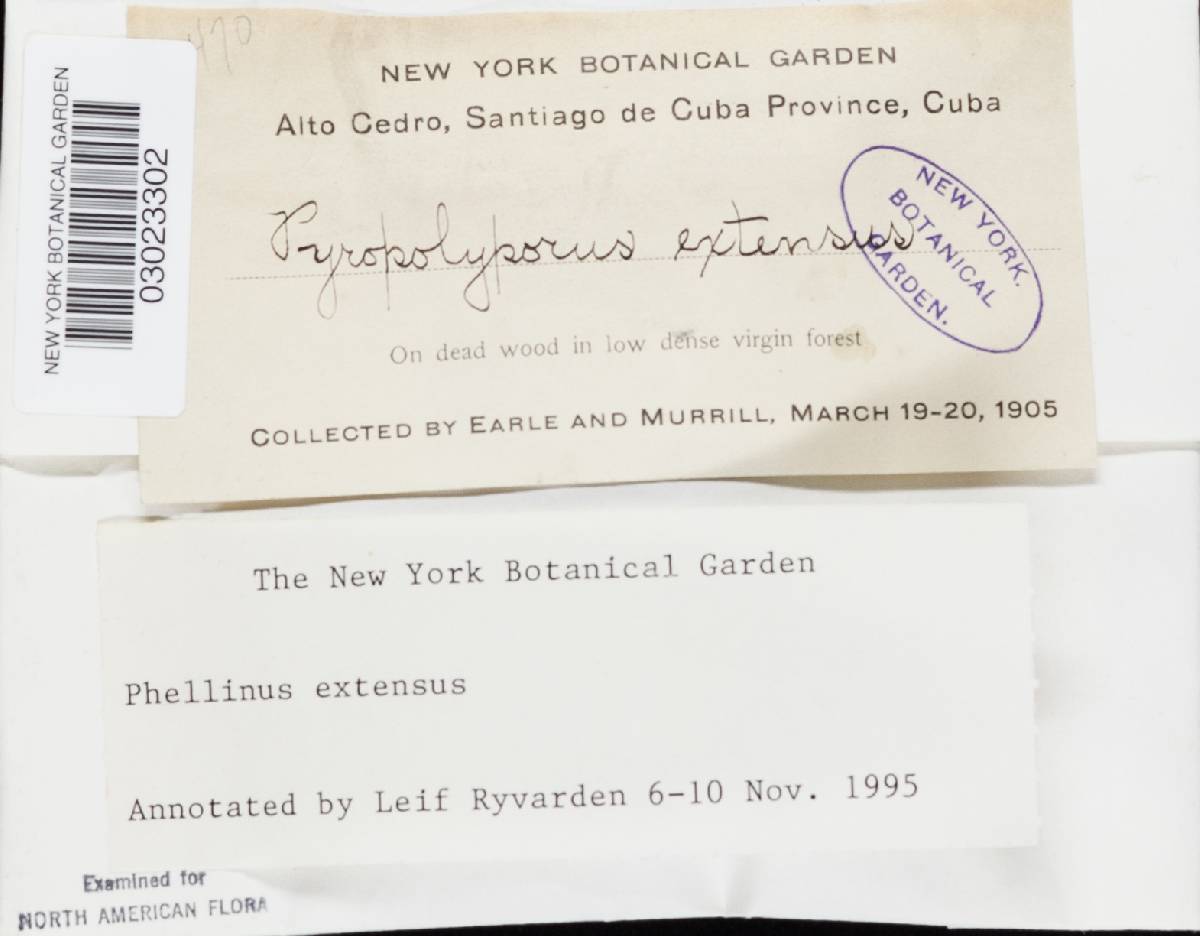 470
NEW YORK BOTANICAL GARDEN
Alto Cedro, Santiago de Cuba Province, Cuba
Pyropolyporus extensus
NEW YORK.
BOTANICAL
GARDEN.
On dead wood in low dense virgin forest
COLLECTED BY EARLE AND MURRILL, MARCH 19-20, 1905
NEW YORK BOTANICAL GARDEN
03023302
The New York Botanical Garden
Phellinus extensus
Annotated by Leif Ryvarden 6-10 Nov. 1995
Examined for
NORTH AMERICAN FLORA